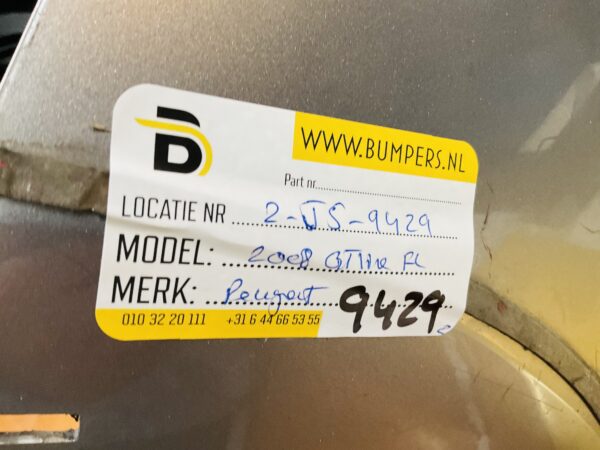 B
WWW.BUMPERS.NL
Part nr..........
LOCATIE NR 2-JS-9429
MODEL: 2008 GTline FL
MERK: Peugeot 9429
010 32 20 111 +31 6 44 66 53 55